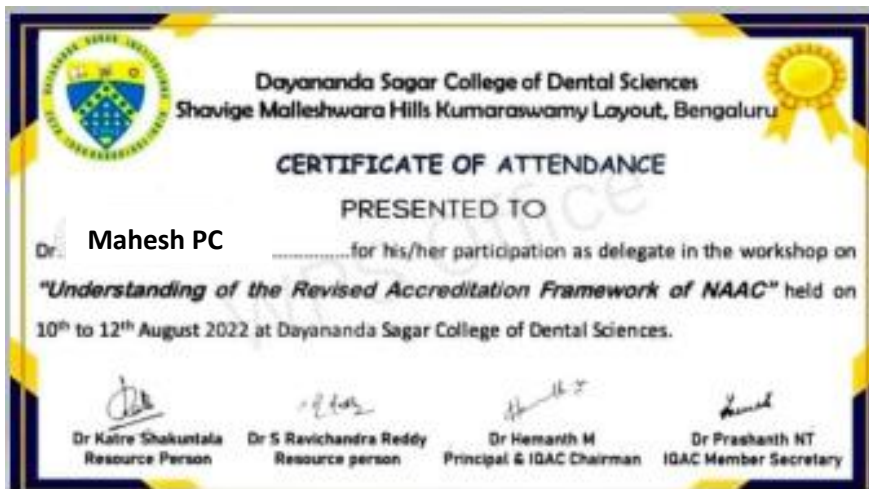 Dayananda Sagar College of Dental Sciences
Shavige Malleshwara Hills Kumaraswamy Layout, Bengaluru
CERTIFICATE OF ATTENDANCE
PRESENTED TO
Dr. Mahesh PC ..................for his/her participation as delegate in the workshop on
"Understanding of the Revised Accreditation Framework of NAAC" held on
10th to 12th August 2022 at Dayananda Sagar College of Dental Sciences.
WPS Office
Dr Katre Shakuntala Dr S Ravichandra Reddy Dr Hemanth M Dr Prashanth NT
Resource Person Resource person Principal & IQAC Chairman IQAC Member Secretary